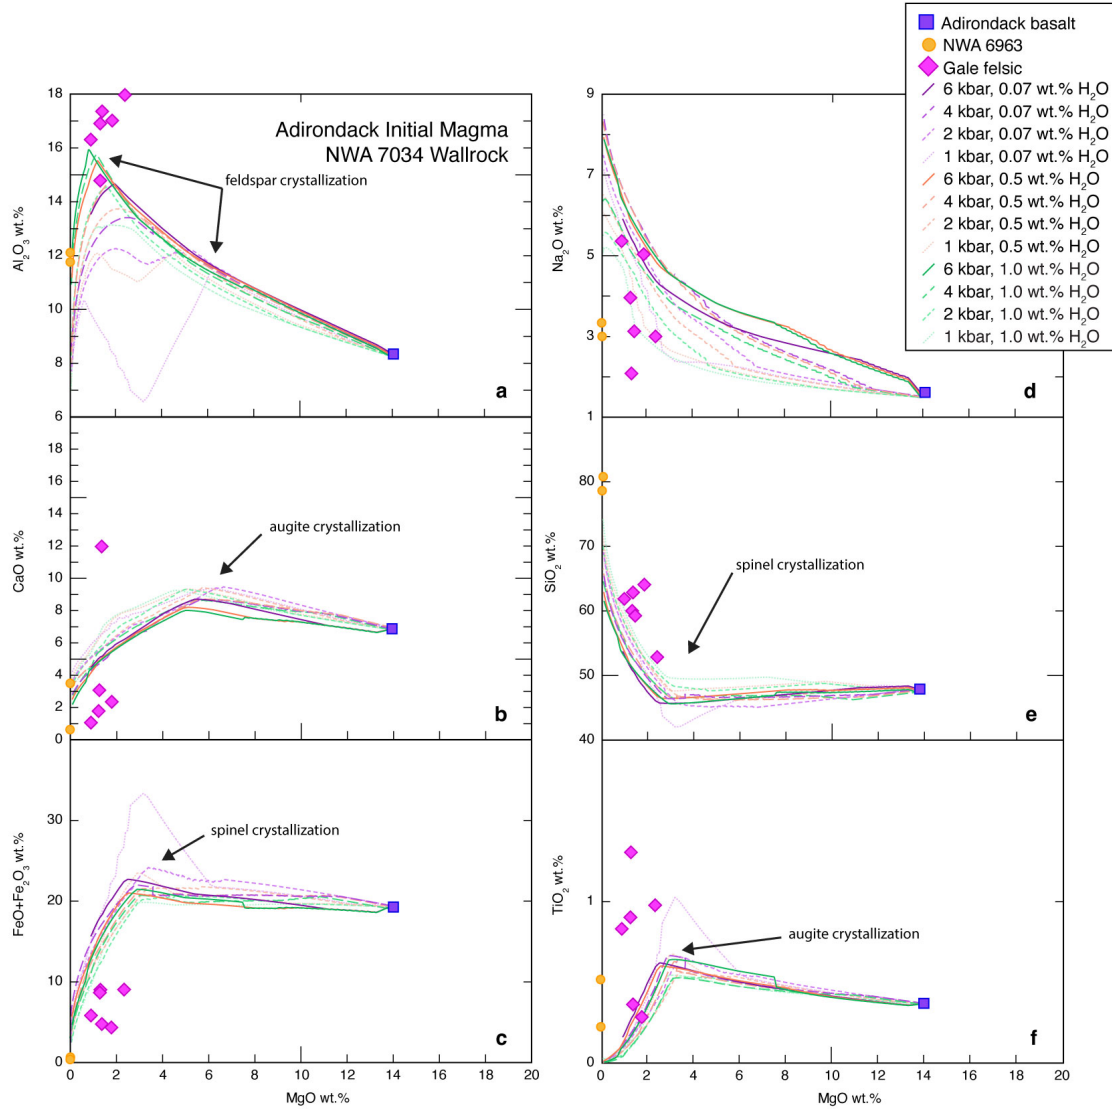 Adirondack basalt
NWA 6963
Gale felsic
6 kbar, 0.07 wt.% H₂O
4 kbar, 0.07 wt.% H₂O
2 kbar, 0.07 wt.% H₂O
1 kbar, 0.07 wt.% H₂O
6 kbar, 0.5 wt.% H₂O
4 kbar, 0.5 wt.% H₂O
2 kbar, 0.5 wt.% H₂O
1 kbar, 0.5 wt.% H₂O
6 kbar, 1.0 wt.% H₂O
4 kbar, 1.0 wt.% H₂O
2 kbar, 1.0 wt.% H₂O
1 kbar, 1.0 wt.% H₂O
Adirondack Initial Magma
NWA 7034 Wallrock
feldspar crystallization
Al₂O₃ wt.%
18
16
14
12
10
8
6
a
Na₂O wt.%
9
7
5
3
1
d
CaO wt.%
18
16
14
12
10
8
6
4
2
0
augite crystallization
b
SiO₂ wt.%
80
70
60
50
40
spinel crystallization
e
FeO+Fe₂O₃ wt.%
30
20
10
0
spinel crystallization
c
0 2 4 6 8 10 12 14 16 18 20
MgO wt.%
TiO₂ wt.%
1
0
augite crystallization
f
0 2 4 6 8 10 12 14 16 18 20
MgO wt.%